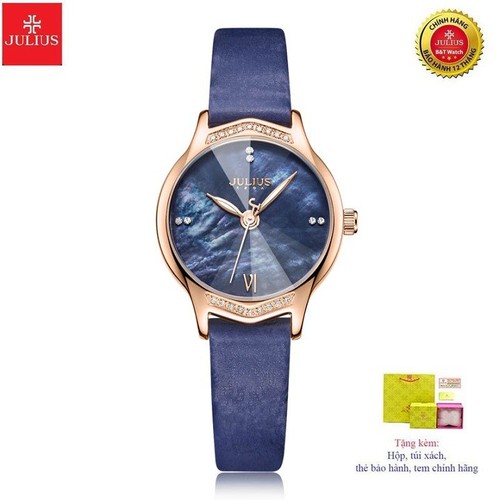 JULIUS
CHÍNH HÃNG
JULIUS
B&T Watch
BẢO HÀNH 12 THÁNG
JULIUS
VI
Tặng kèm:
Hộp, túi xách,
thẻ bảo hành, tem chính hãng